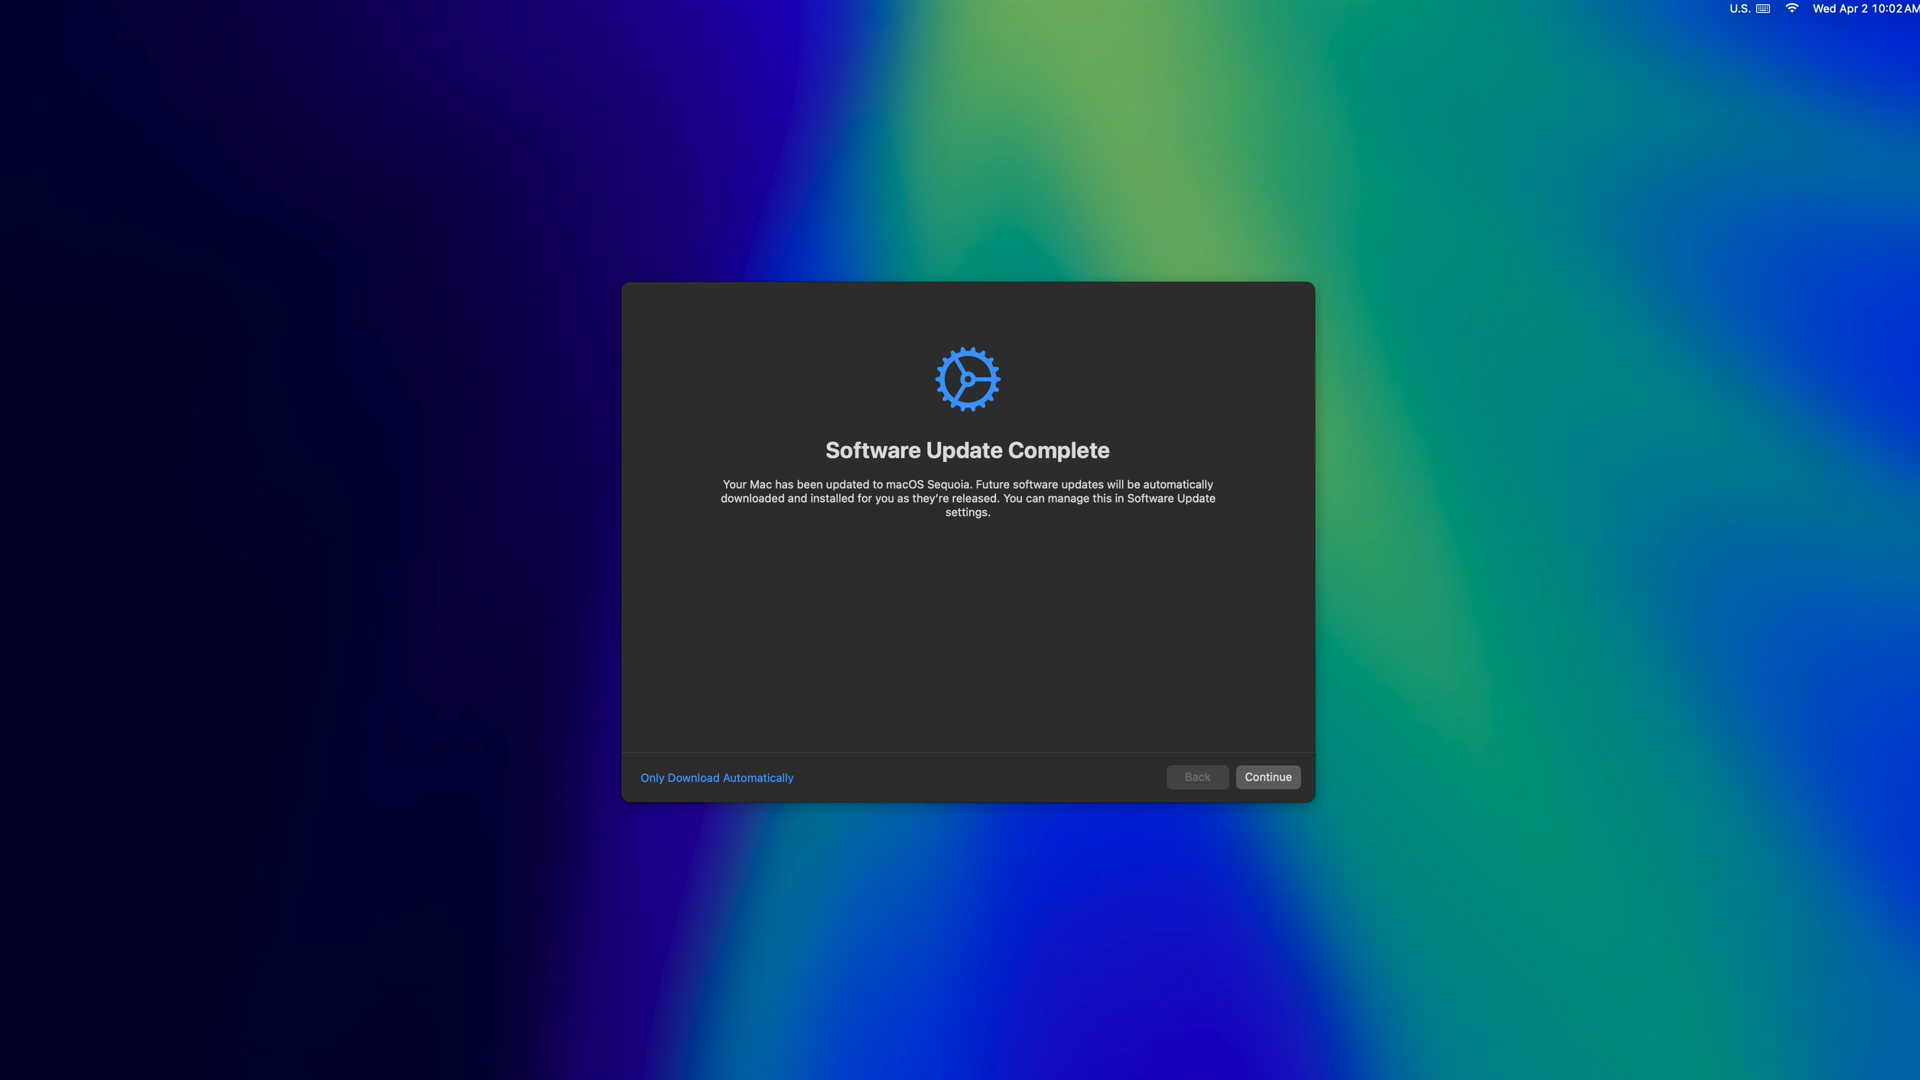 U.S. Wed Apr 2 10:02 AM
Software Update Complete
Your Mac has been updated to macOS Sequoia. Future software updates will be automatically
downloaded and installed for you as they’re released. You can manage this in Software Update
settings.
Only Download Automatically Back Continue